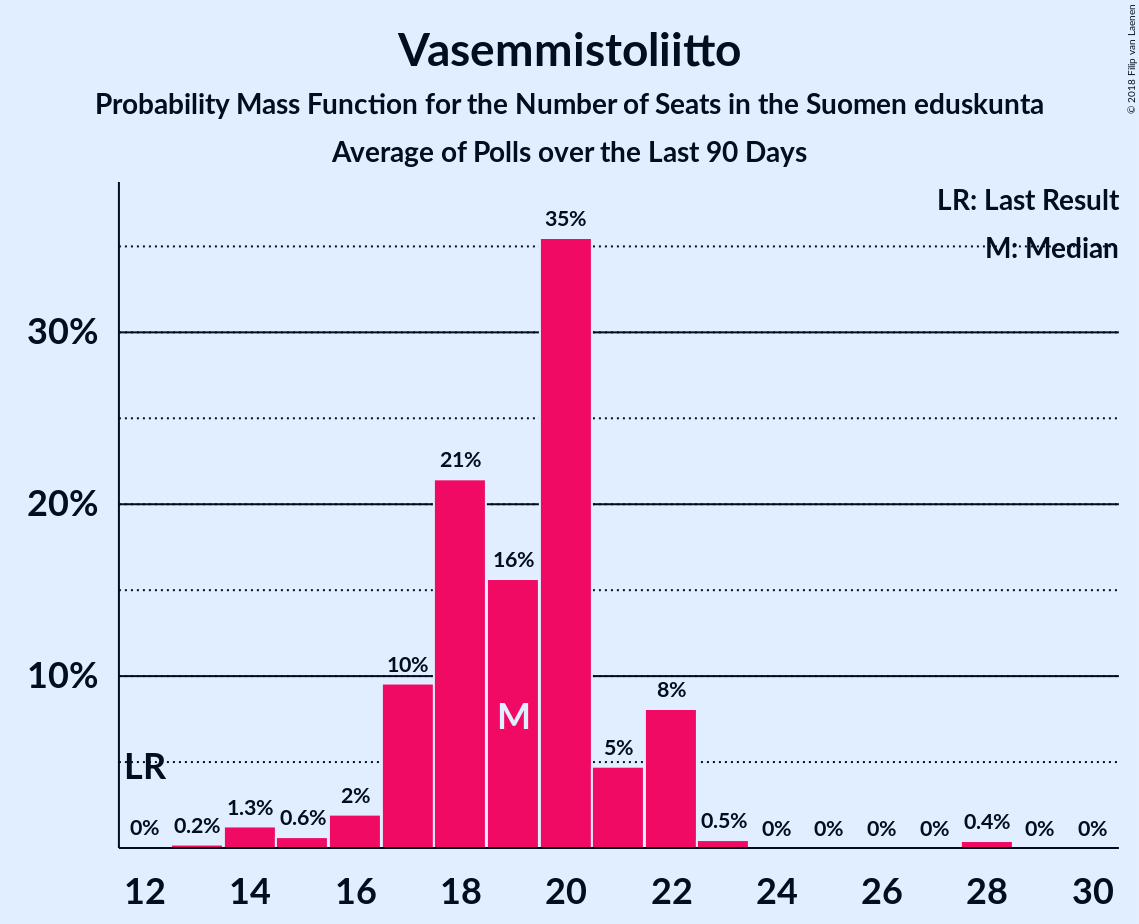 Vasemmistoliitto
Probability Mass Function for the Number of Seats in the Suomen eduskunta
Average of Polls over the Last 90 Days
© 2018 Filip van Laenen
LR: Last Result
M: Median
35%
30%
21%
20%
16%
10%
10%
8%
M
5%
LR
2%
1.3%
0.6%
0.2%
0%
0.5%
0%
0%
0%
0%
0.4%
0%
0%
12 14 16 18 20 22 24 26 28 30